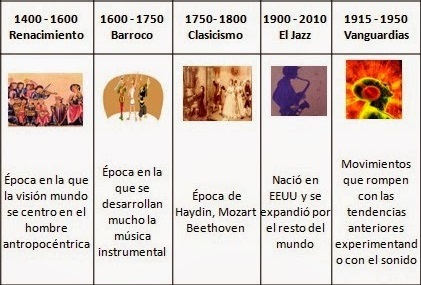 1400 - 1600
Renacimiento
1600 - 1750
Barroco
1750- 1800
Clasicismo
1900 - 2010
El Jazz
1915 - 1950
Vanguardias
Época en la que
la visión mundo
se centro en el
hombre
antropocéntrica
Época en la
que se
desarrollan
mucho la
música
instrumental
Época de
Haydin, Mozart
Beethoven
Nació en
EEUU y se
expandió por
el resto del
mundo
Movimientos
que rompen
con las
tendencias
anteriores
experimentand
o con el sonido